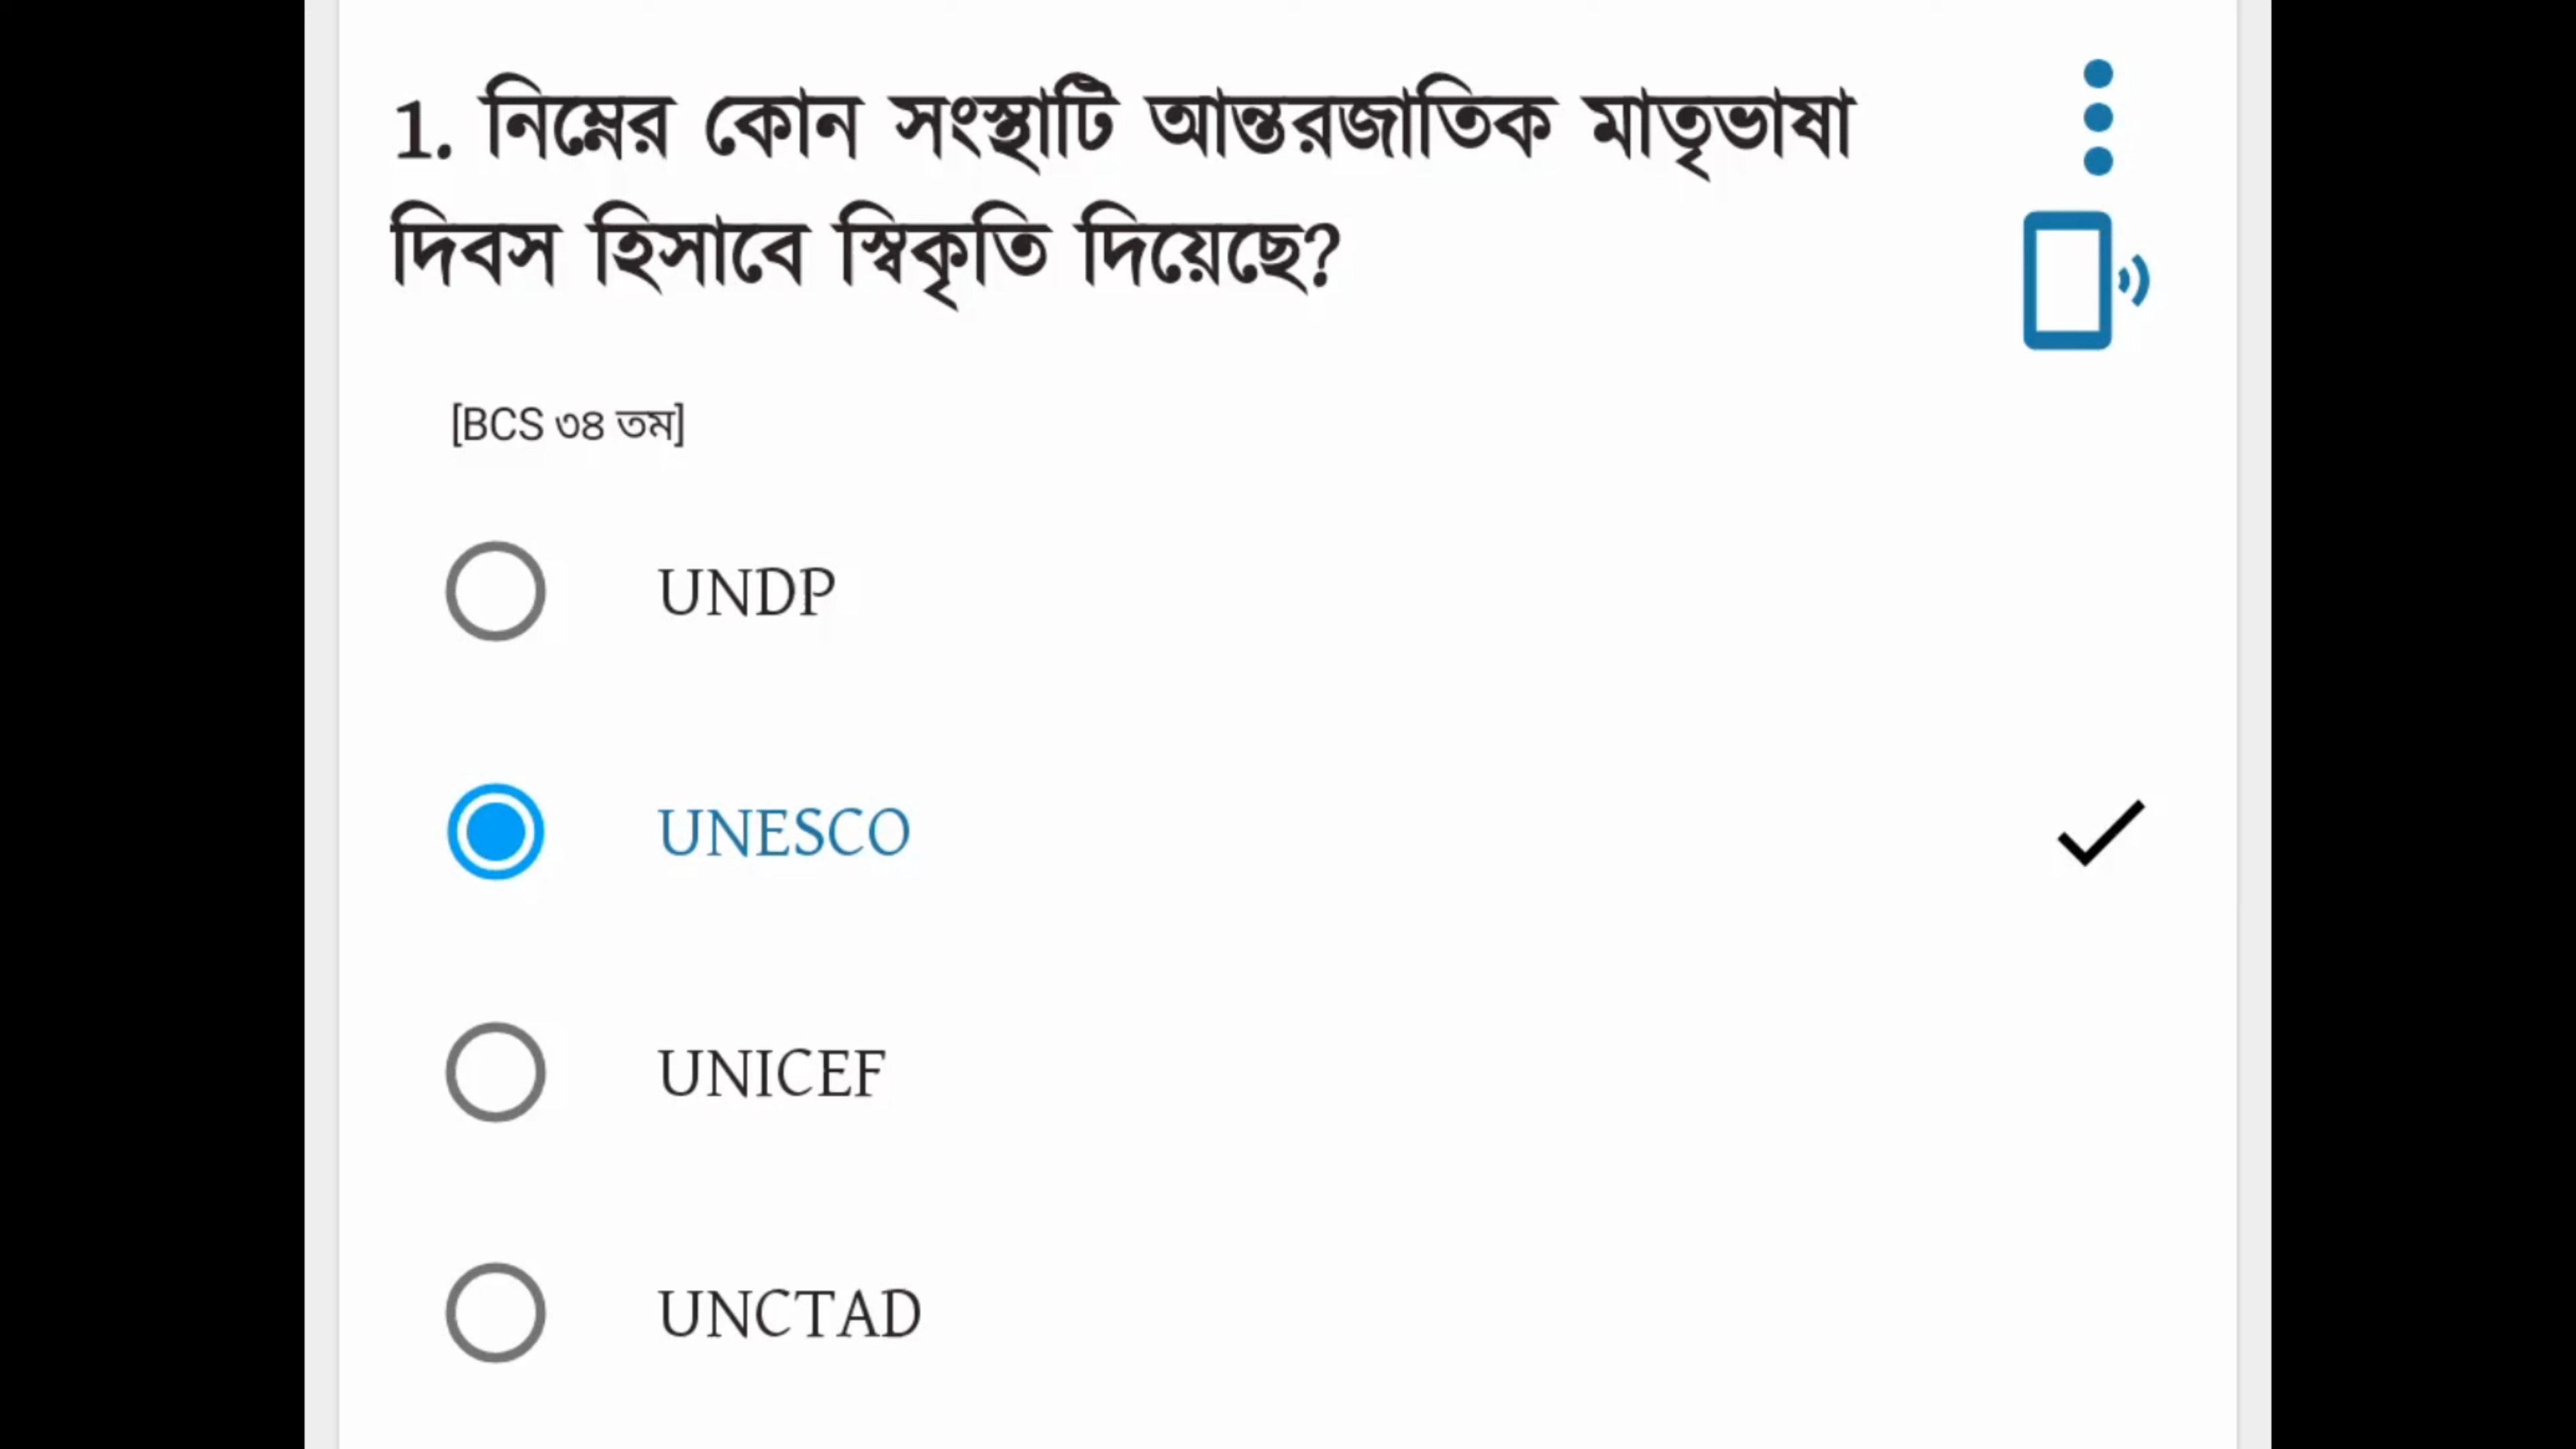 1. নিম্নের কোন সংস্থাটি আন্তরজাতিক মাতৃভাষা
দিবস হিসাবে স্বিকৃতি দিয়েছে?
[BCS ৩৪ তম]
UNDP
UNESCO
UNICEF
UNCTAD